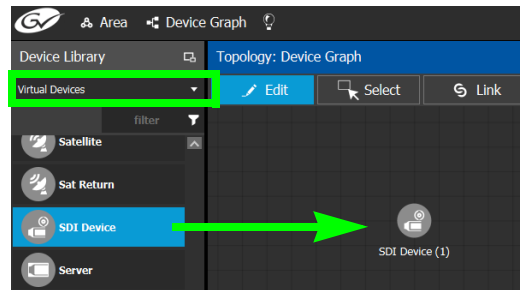 Area Device Graph
Device Library
Topology: Device Graph
Virtual Devices
Edit Select Link
filter
Satellite
Sat Return
SDI Device
SDI Device (1)
Server